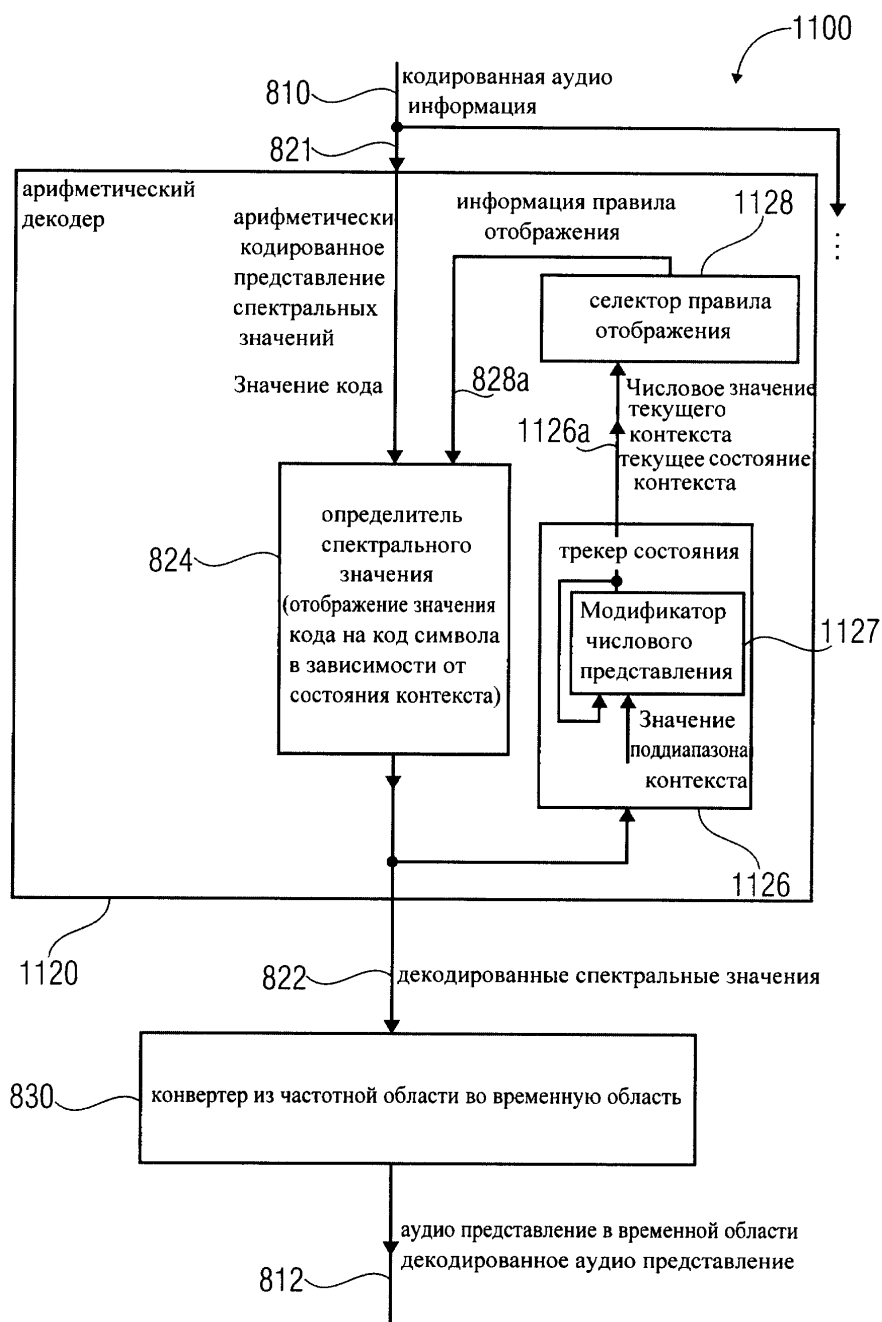 1100
810
кодированная аудио
информация
821
арифметический
декодер
арифметически
кодированное
представление
спектральных
значений
Значение кода
информация правила
отображения
1128
⋮
селектор правила
отображения
828a
Числовое значение
текущего
контекста
1126a
текущее состояние
контекста
824
определитель
спектрального
значения
(отображение значения
кода на код символа
в зависимости от
состояния контекста)
трекер состояния
Модификатор
числового
представления
1127
Значение
поддиапазона
контекста
1126
1120
822
декодированные спектральные значения
830
конвертер из частотной области во временную область
аудио представление в временной области
декодированное аудио представление
812